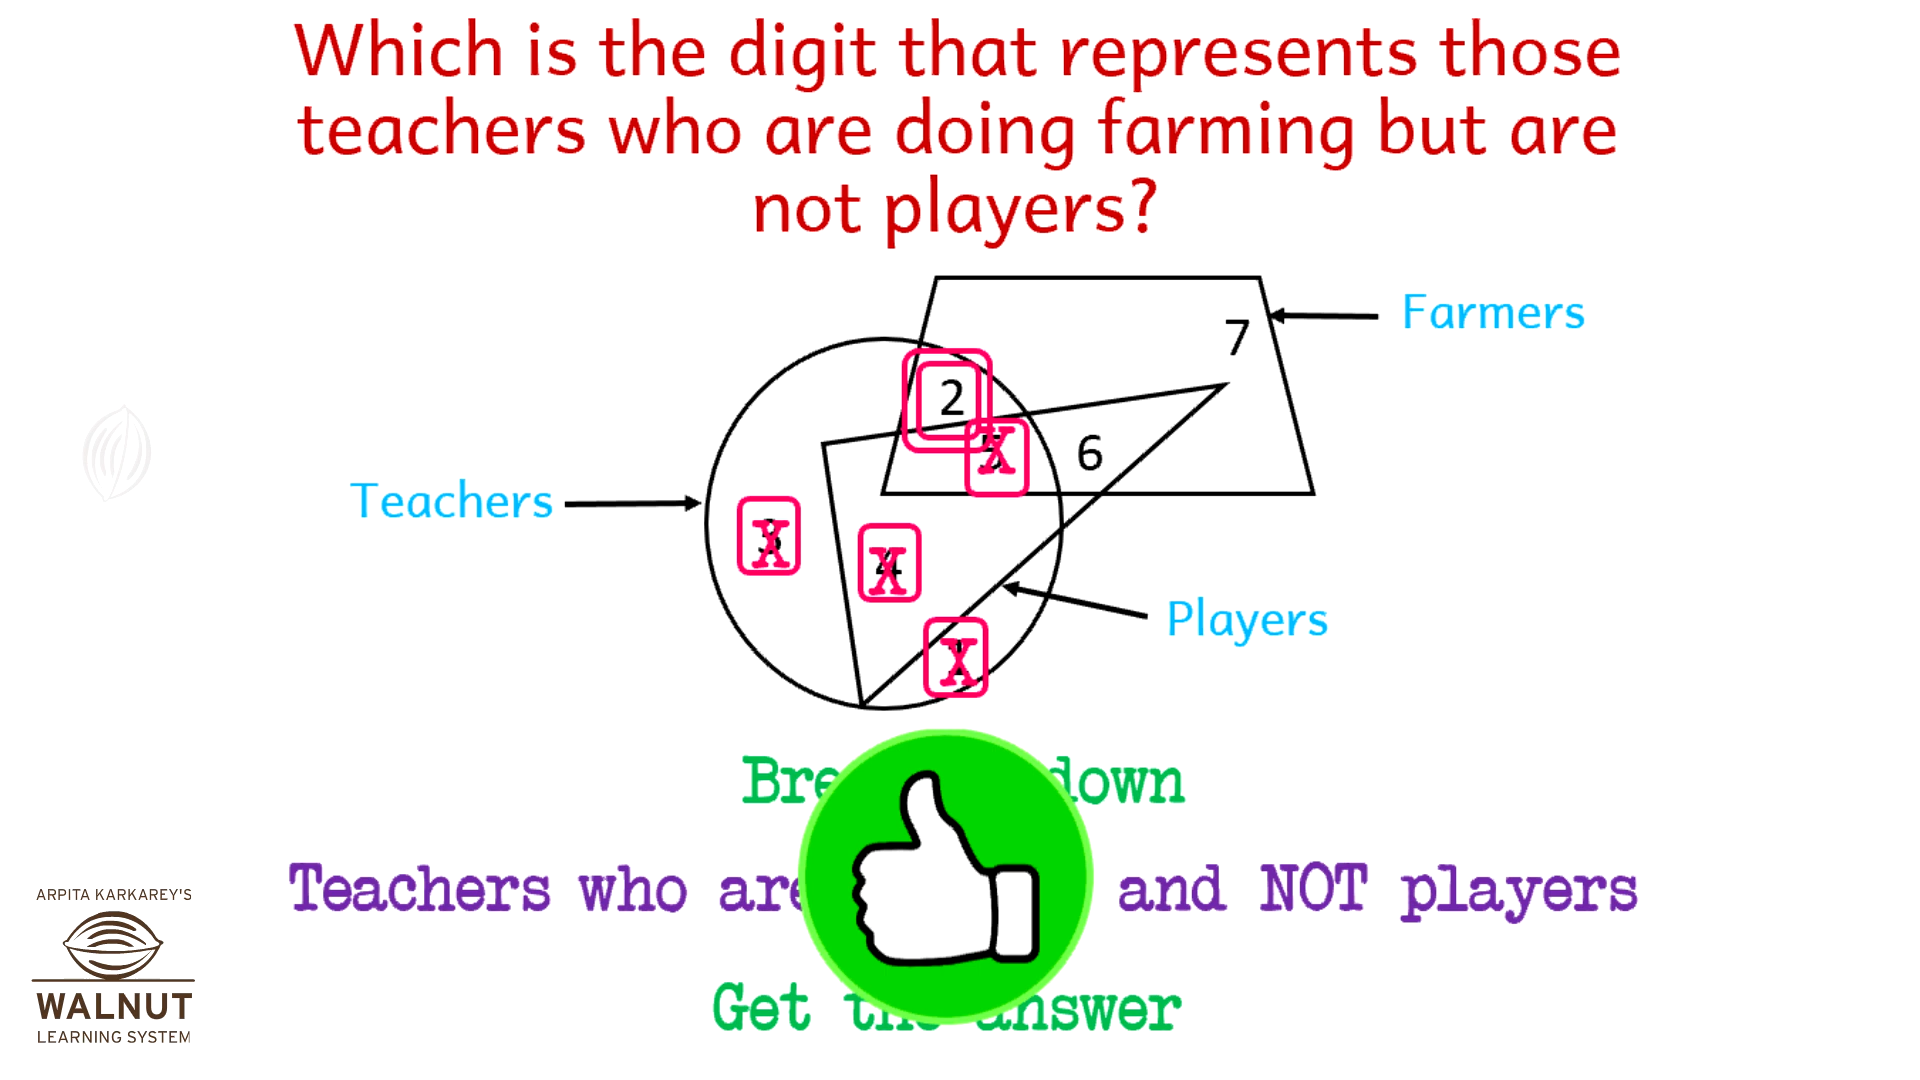 Which is the digit that represents those
teachers who are doing farming but are
not players?
Farmers
7
2
X
6
Teachers
X
X
Players
X
down
Teachers who are and NOT players
Get the answer
ARPITA KARKAREY'S
WALNUT
LEARNING SYSTEM